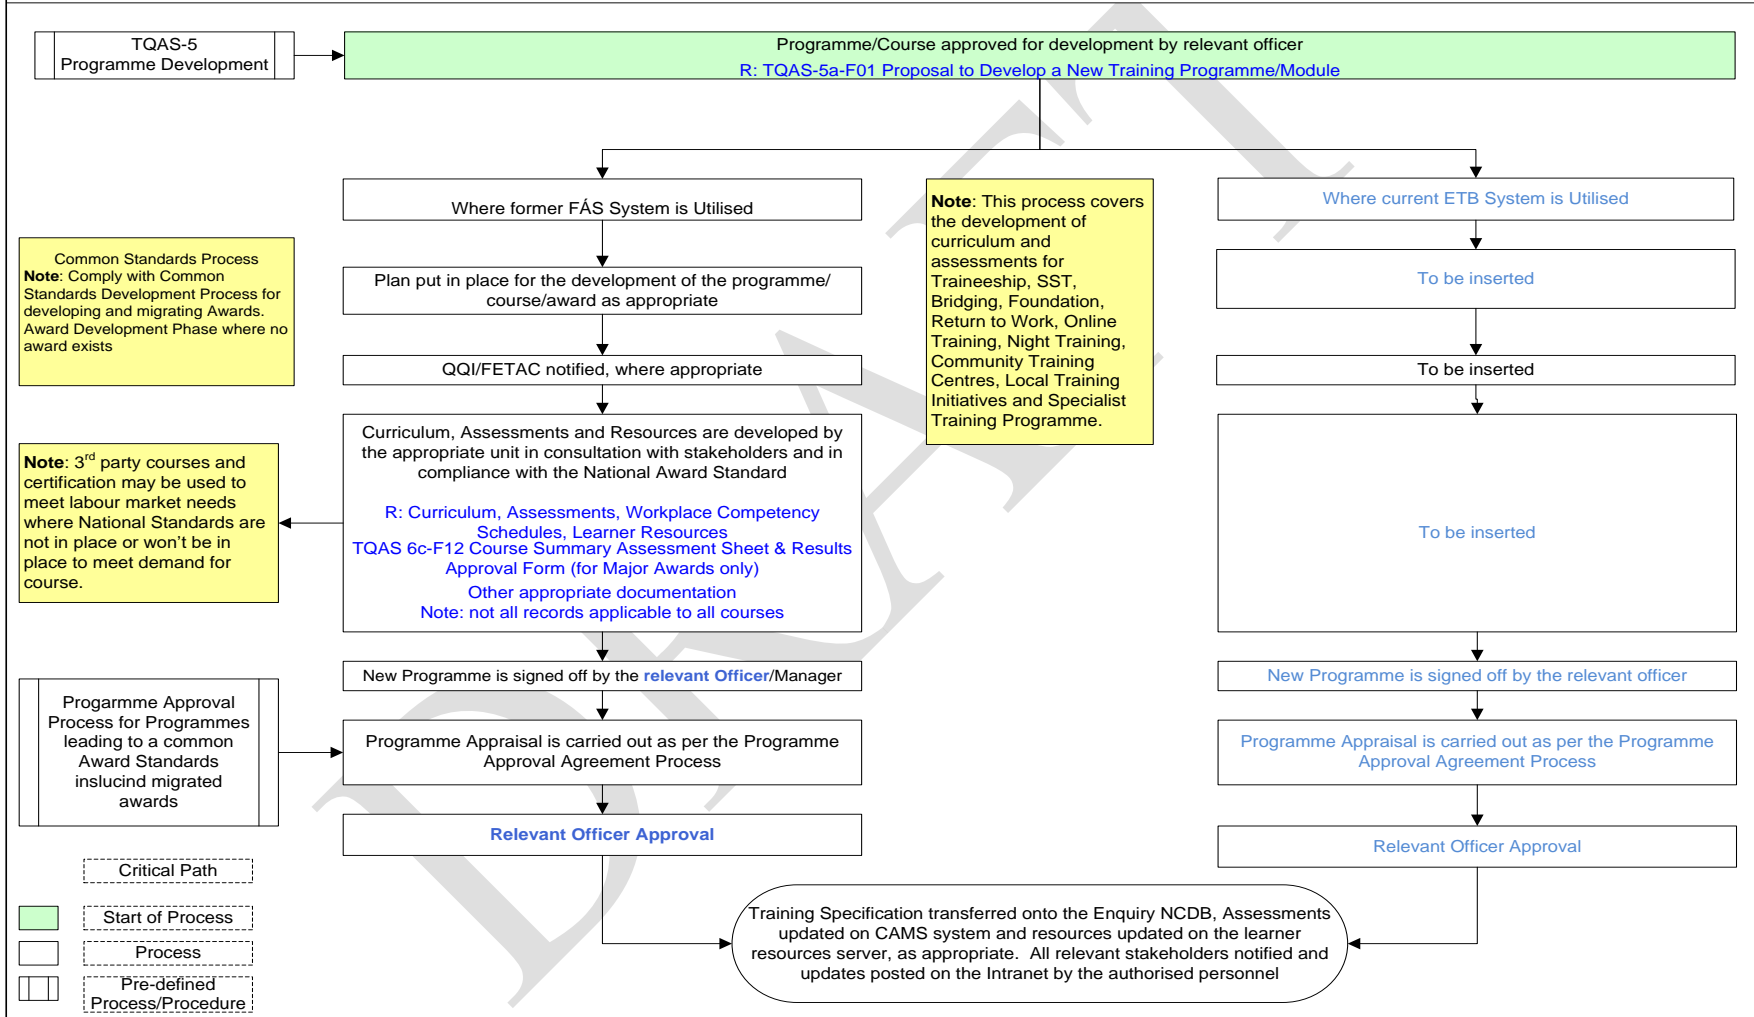 TQAS-5
Programme Development
Programme/Course approved for development by relevant officer
R: TQAS-5a-F01 Proposal to Develop a New Training Programme/Module
Where former FÁS System is Utilised
Note: This process covers
the development of
curriculum and
assessments for
Traineeship, SST,
Bridging, Foundation,
Return to Work, Online
Training, Night Training,
Community Training
Centres, Local Training
Initiatives and Specialist
Training Programme.
Where current ETB System is Utilised
Common Standards Process
Note: Comply with Common
Standards Development Process for
developing and migrating Awards.
Award Development Phase where no
award exists
Plan put in place for the development of the programme/
course/award as appropriate
To be inserted
QQI/FETAC notified, where appropriate
To be inserted
Note: 3rd party courses and
certification may be used to
meet labour market needs
where National Standards are
not in place or won't be in
place to meet demand for
course.
Curriculum, Assessments and Resources are developed by
the appropriate unit in consultation with stakeholders and in
compliance with the National Award Standard
R: Curriculum, Assessments, Workplace Competency
Schedules, Learner Resources
TQAS 6c-F12 Course Summary Assessment Sheet & Results
Approval Form (for Major Awards only)
Other appropriate documentation
Note: not all records applicable to all courses
To be inserted
New Programme is signed off by the relevant Officer/Manager
New Programme is signed off by the relevant officer
Progarmme Approval
Process for Programmes
leading to a common
Award Standards
inslucind migrated
awards
Programme Appraisal is carried out as per the Programme
Approval Agreement Process
Programme Appraisal is carried out as per the Programme
Approval Agreement Process
Relevant Officer Approval
Relevant Officer Approval
Critical Path
Start of Process
Process
Pre-defined
Process/Procedure
Training Specification transferred onto the Enquiry NCDB, Assessments
updated on CAMS system and resources updated on the learner
resources server, as appropriate.  All relevant stakeholders notified and
updates posted on the Intranet by the authorised personnel
DRAFT